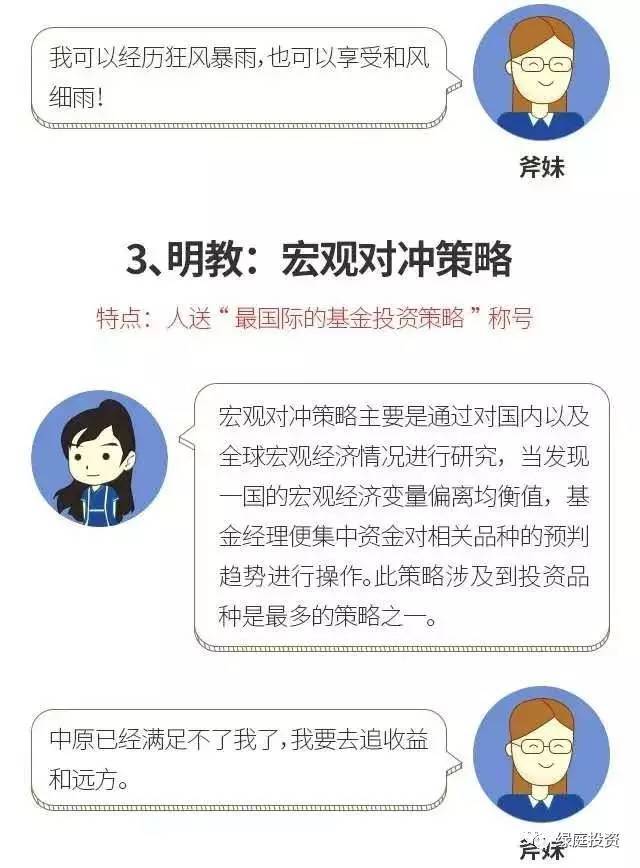 我可以经历狂风暴雨,也可以享受和风
细雨!
斧妹
3、明教：宏观对冲策略
特点：人送“最国际的基金投资策略”称号
宏观对冲策略主要是通过对国内以及
全球宏观经济情况进行研究，当发现
一国的宏观经济变量偏离均衡值，基
金经理便集中资金对相关品种的预判
趋势进行操作。此策略涉及到投资品
种是最多的策略之一。
中原已经满足不了我了,我要去追收益
和远方。
斧妹
绿庭投资